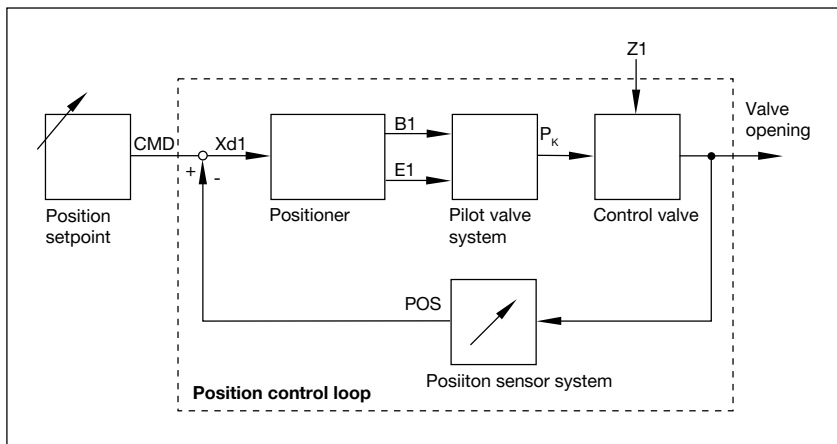 Z1
Valve
opening
CMD
Xd1
B1
P_K
+
-
E1
Position
setpoint
Positioner
Pilot valve
system
Control valve
POS
Posiiton sensor system
Position control loop